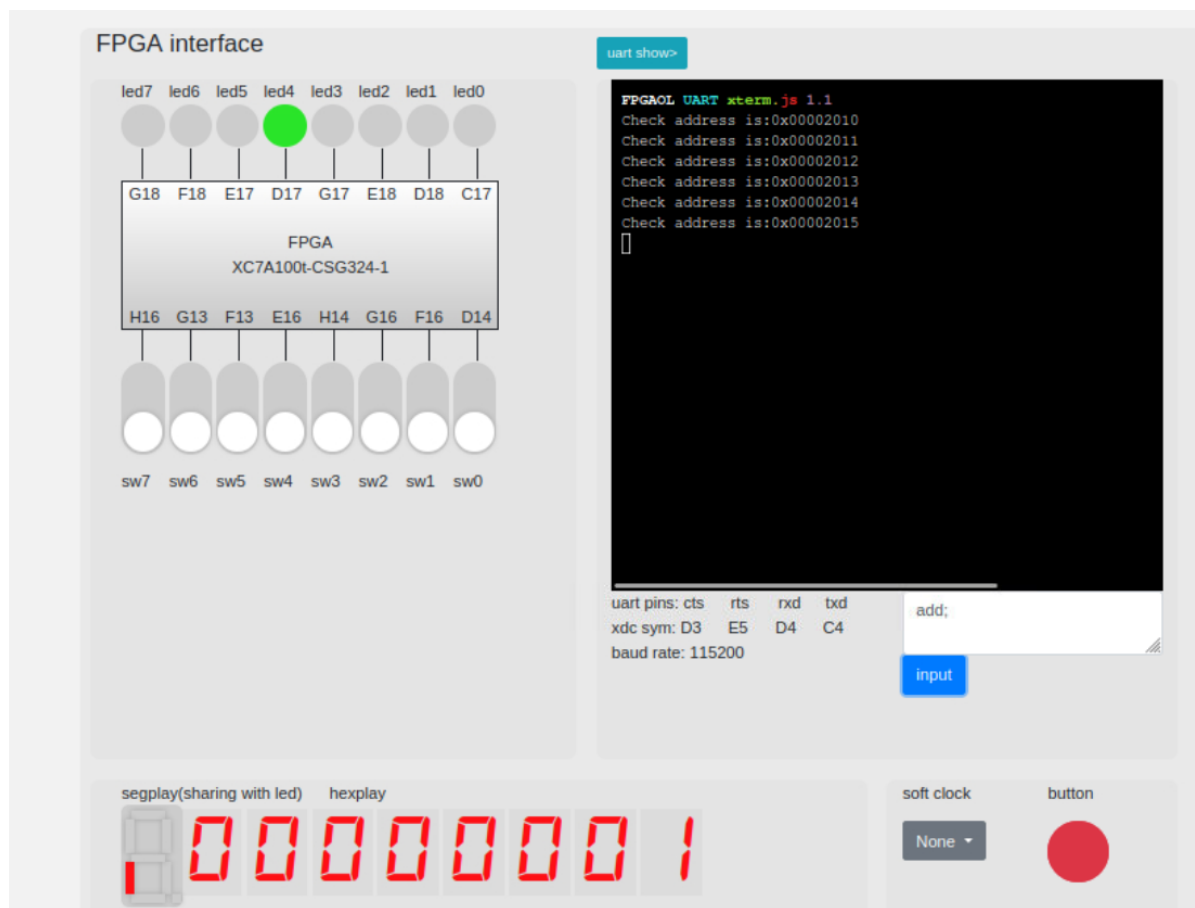 FPGA interface
uart show>
led7 led6 led5 led4 led3 led2 led1 led0
G18 F18 E17 D17 G17 E18 D18 C17
FPGA
XC7A100t-CSG324-1
H16 G13 F13 E16 H14 G16 F16 D14
sw7 sw6 sw5 sw4 sw3 sw2 sw1 sw0
FPGAOL UART xterm.js 1.1
Check address is:0x00002010
Check address is:0x00002011
Check address is:0x00002012
Check address is:0x00002013
Check address is:0x00002014
Check address is:0x00002015
uart pins: cts rts rxd txd
xdc sym: D3 E5 D4 C4
baud rate: 115200
add;
input
segplay(sharing with led) hexplay
00000001
soft clock button
None